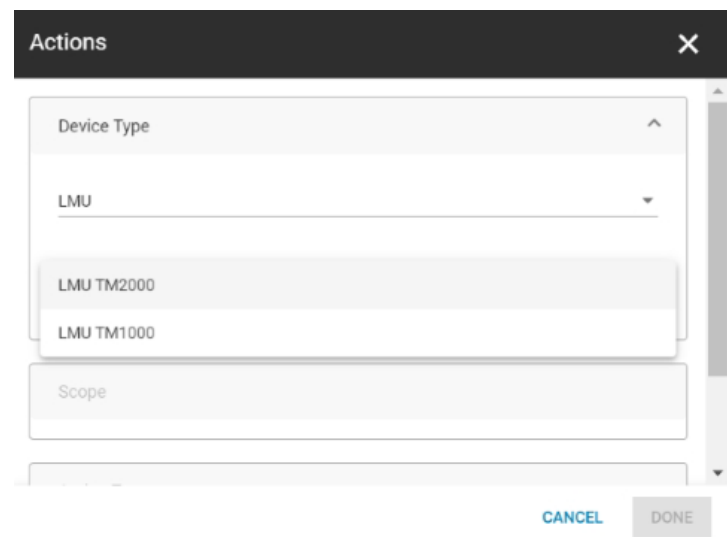 Actions
Device Type
LMU
LMU TM2000
LMU TM1000
Scope
CANCEL
DONE